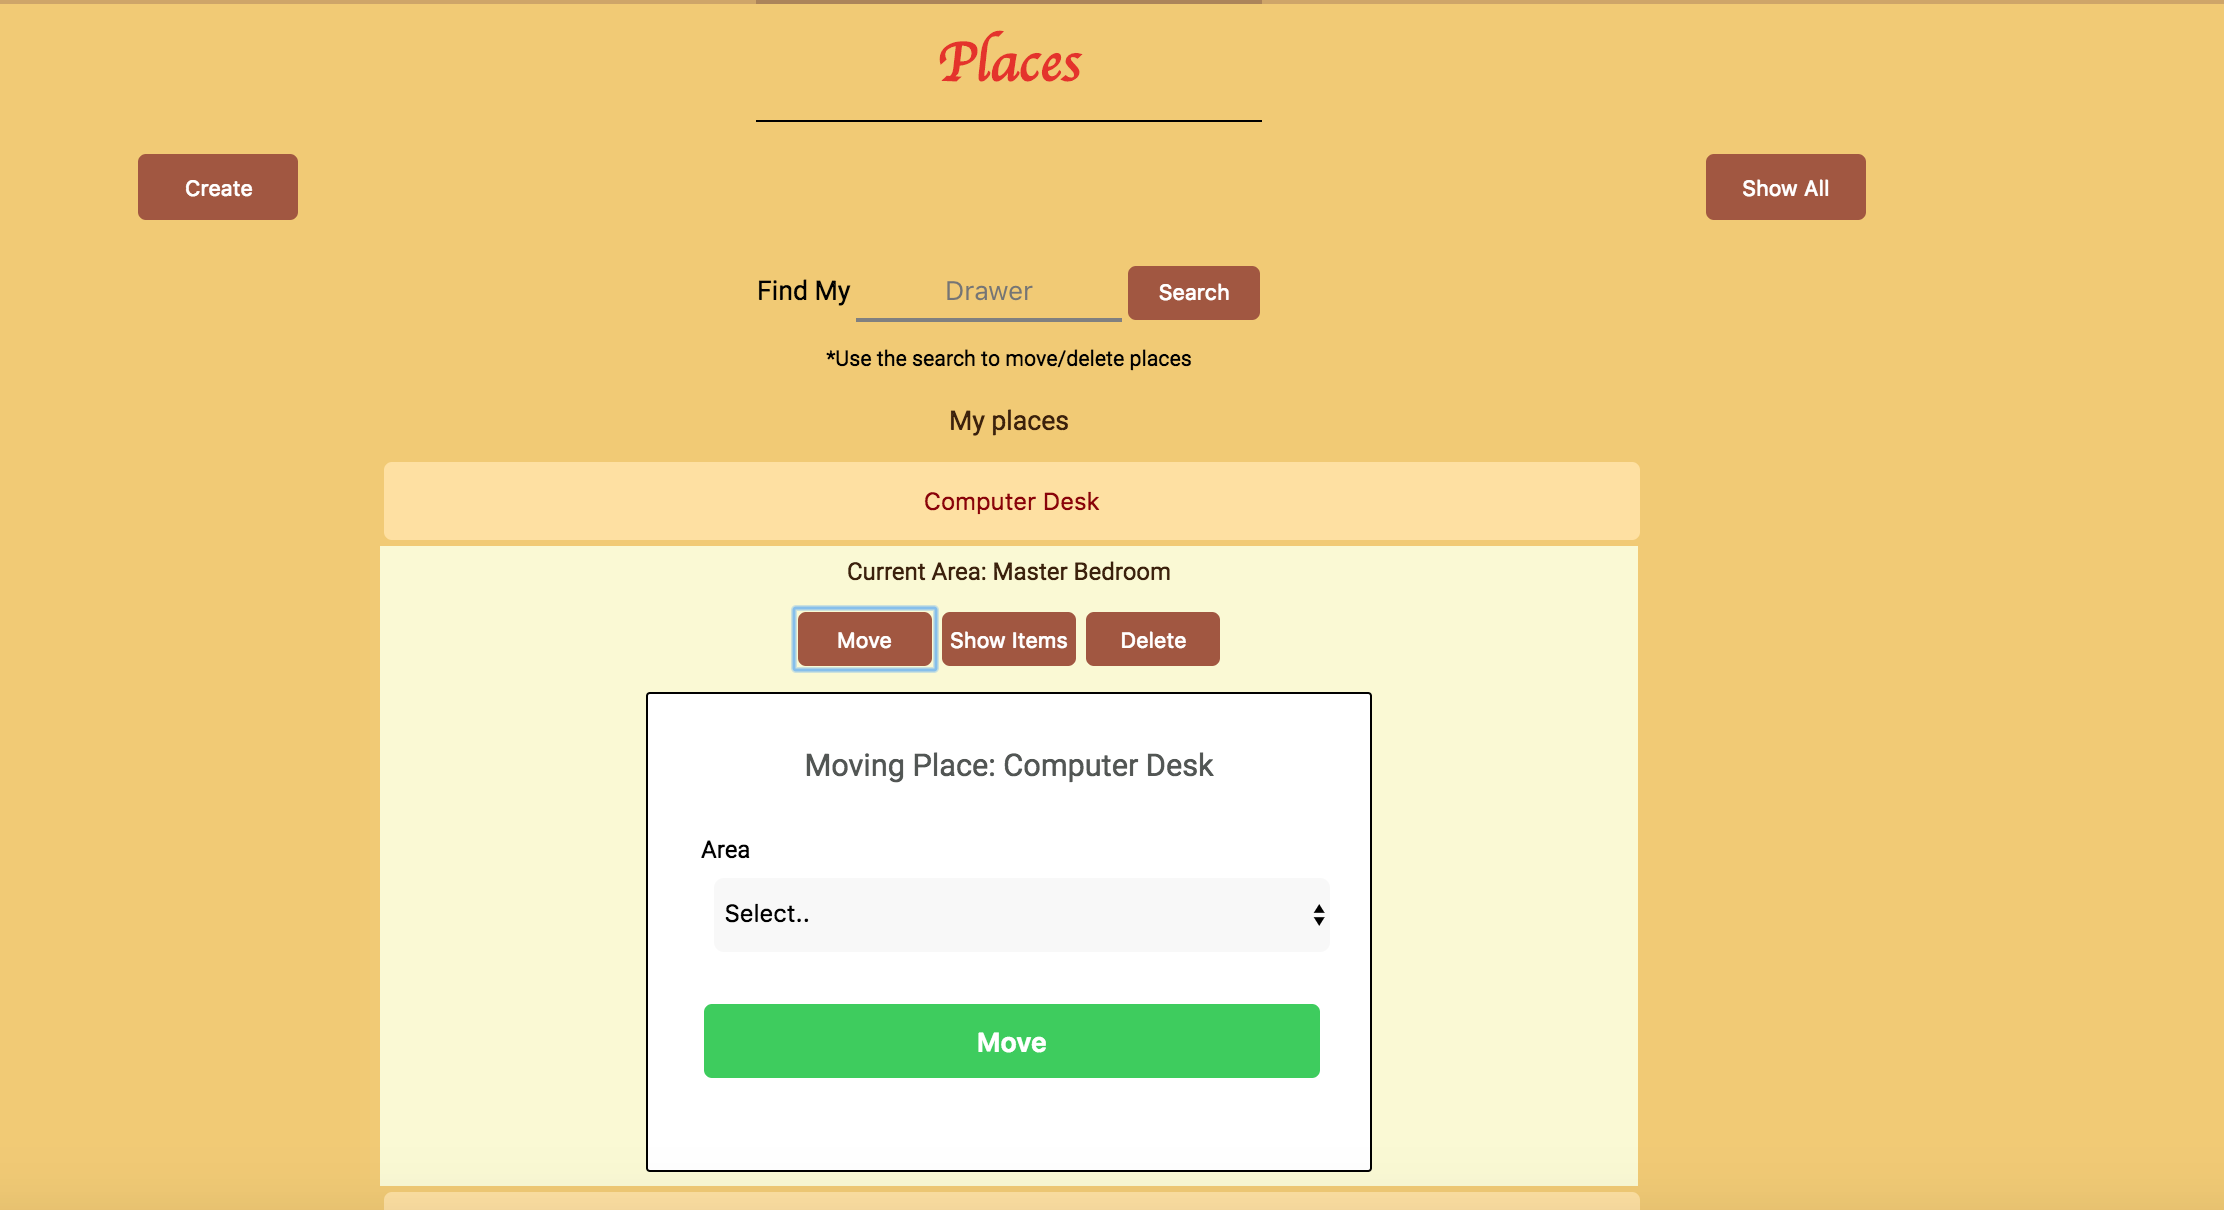 Places
Create
Show All
Find My Drawer Search
*Use the search to move/delete places
My places
Computer Desk
Current Area: Master Bedroom
Move Show Items Delete
Moving Place: Computer Desk
Area
Select..
Move